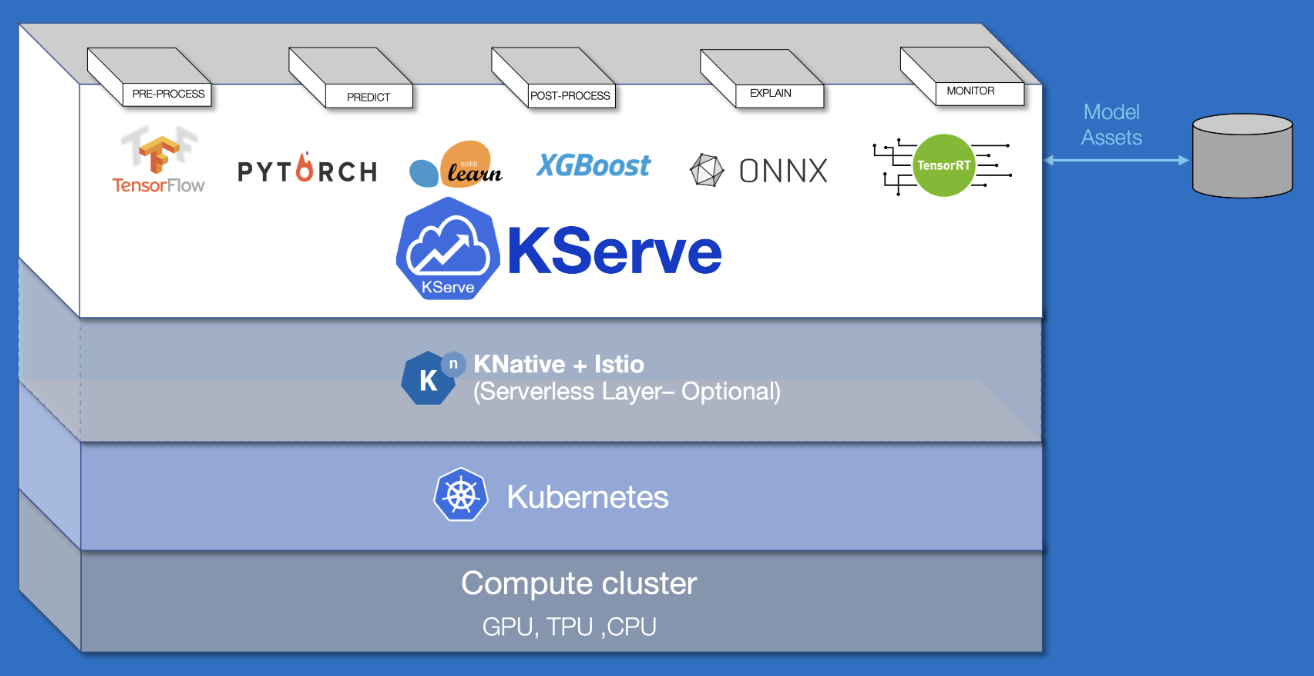 PRE-PROCESS
PREDICT
POST-PROCESS
EXPLAIN
MONITOR
TF
TensorFlow
PYTORCH
scikit
learn
XGBoost
ONNX
TensorRT
Model
Assets
KServe
KServe
K n
KNative + Istio
(Serverless Layer– Optional)
Kubernetes
Compute cluster
GPU, TPU ,CPU